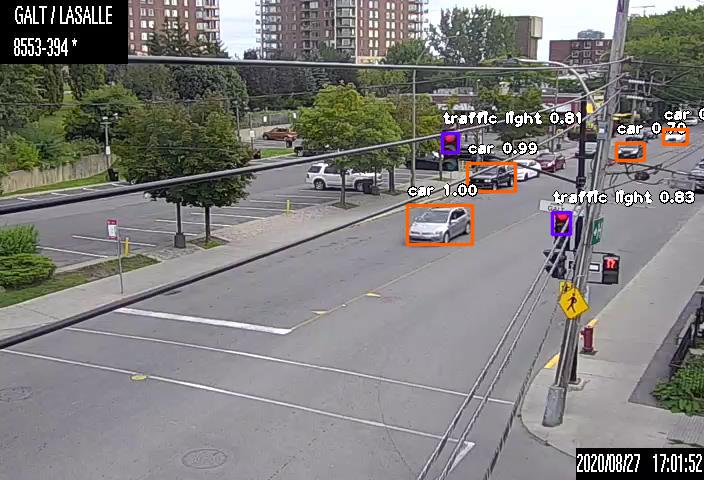 GALT / LASALLE
8553-394 *
traffic light 0.81
car 0.99
car 0.70
car 1.00
traffic light 0.83
GALT
2020/08/27 17:01:52